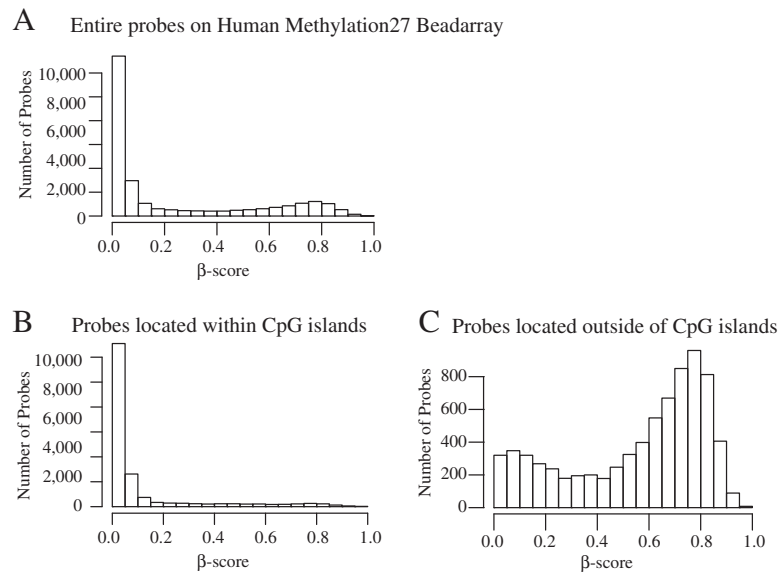 A Entire probes on Human Methylation27 Beadarray
Number of Probes
10,000
8,000
6,000
4,000
2,000
0
0.0 0.2 0.4 0.6 0.8 1.0
β-score
B Probes located within CpG islands
Number of Probes
10,000
8,000
6,000
4,000
2,000
0
0.0 0.2 0.4 0.6 0.8 1.0
β-score
C Probes located outside of CpG islands
Number of Probes
800
600
400
200
0
0.0 0.2 0.4 0.6 0.8 1.0
β-score